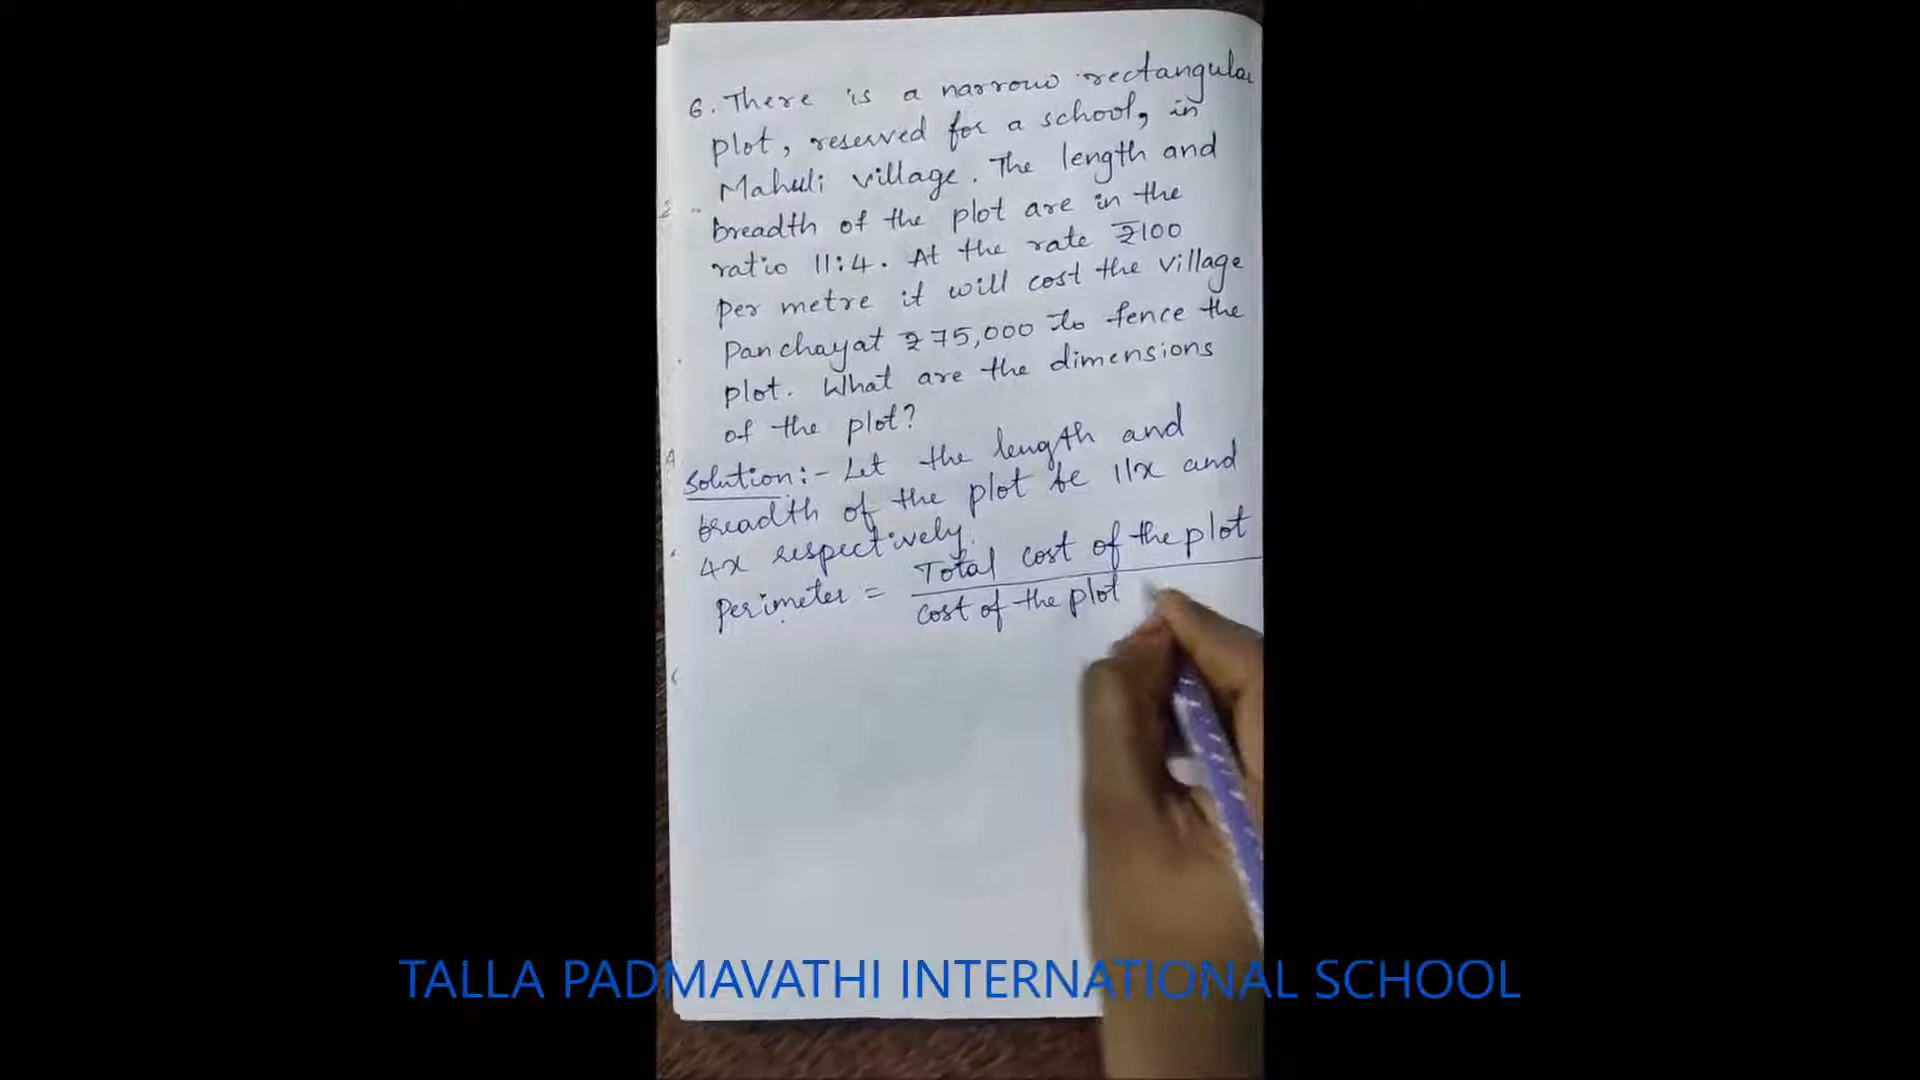 6. There is a narrow rectangular
plot, reserved for a school, in
Mahuli village. The length and
breadth of the plot are in the
ratio 11:4. At the rate ₹100
per metre it will cost the village
panchayat ₹75,000 to fence the
plot. What are the dimensions
of the plot?
Solution:- Let the length and
breadth of the plot be 11x and
4x respectively.
Perimeter = Total cost of the plot
cost of the plot
TALLA PADMAVATHI INTERNATIONAL SCHOOL